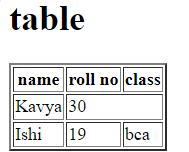 table
name roll no class
Kavya 30
Ishi 19 bca